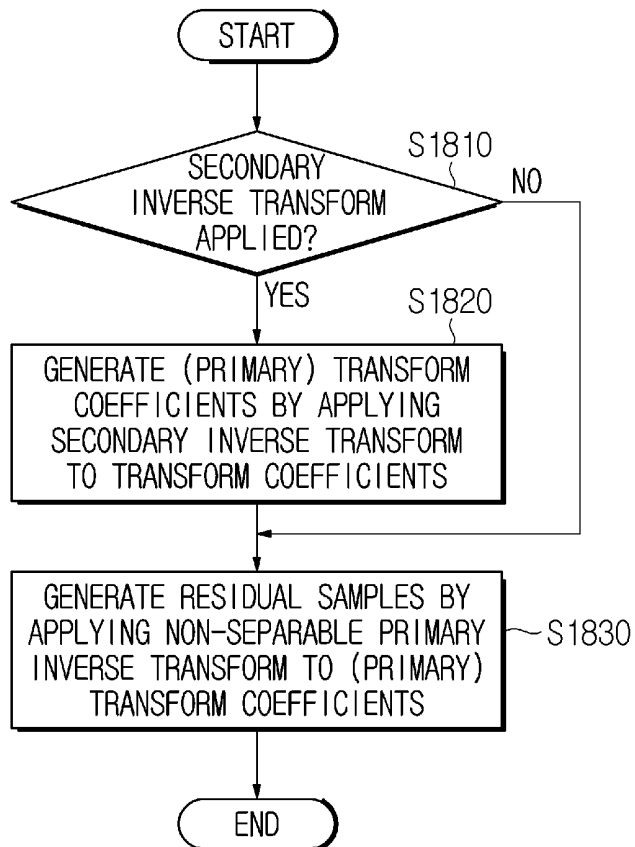 START
S1810
SECONDARY
INVERSE TRANSFORM
APPLIED?
NO
YES
S1820
GENERATE (PRIMARY) TRANSFORM
COEFFICIENTS BY APPLYING
SECONDARY INVERSE TRANSFORM
TO TRANSFORM COEFFICIENTS
GENERATE RESIDUAL SAMPLES BY
APPLYING NON-SEPARABLE PRIMARY
INVERSE TRANSFORM TO (PRIMARY)
TRANSFORM COEFFICIENTS
S1830
END